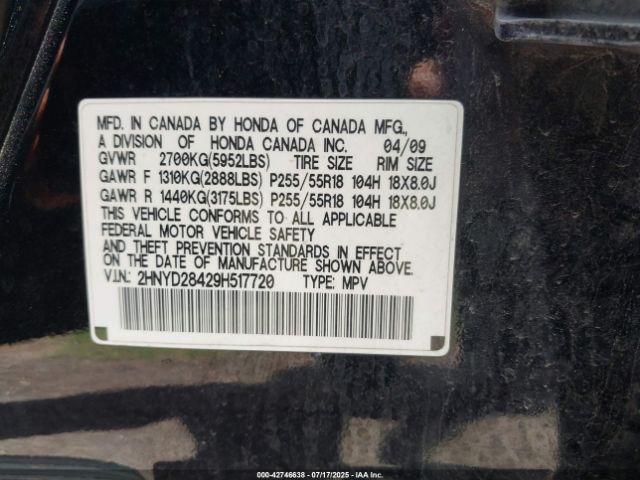 MFD. IN CANADA BY HONDA OF CANADA MFG.,
A DIVISION OF HONDA CANADA INC. 04/09
GVWR 2700KG(5952LBS) TIRE SIZE RIM SIZE
GAWR F 1310KG(2888LBS) P255/55R18 104H 18X8.0J
GAWR R 1440KG(3175LBS) P255/55R18 104H 18X8.0J
THIS VEHICLE CONFORMS TO ALL APPLICABLE
FEDERAL MOTOR VEHICLE SAFETY
AND THEFT PREVENTION STANDARDS IN EFFECT
ON THE DATE OF MANUFACTURE SHOWN ABOVE.
V.I.N.: 2HNYD28429H517720 TYPE: MPV
000-42746638 - 07/17/2025 - IAA Inc.